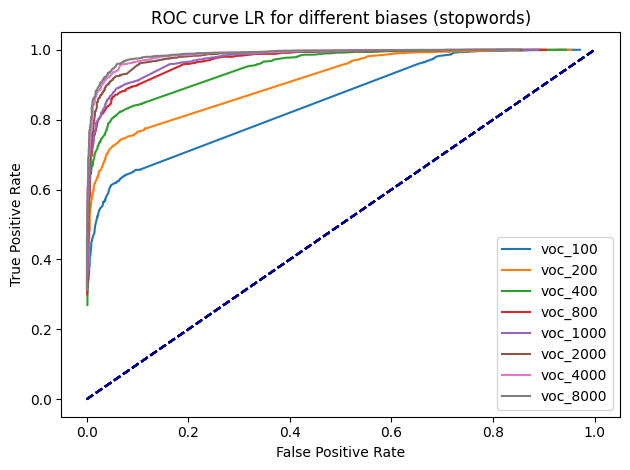 ROC curve LR for different biases (stopwords)
True Positive Rate
1.0
0.8
0.6
0.4
0.2
0.0
voc_100
voc_200
voc_400
voc_800
voc_1000
voc_2000
voc_4000
voc_8000
0.0 0.2 0.4 0.6 0.8 1.0
False Positive Rate